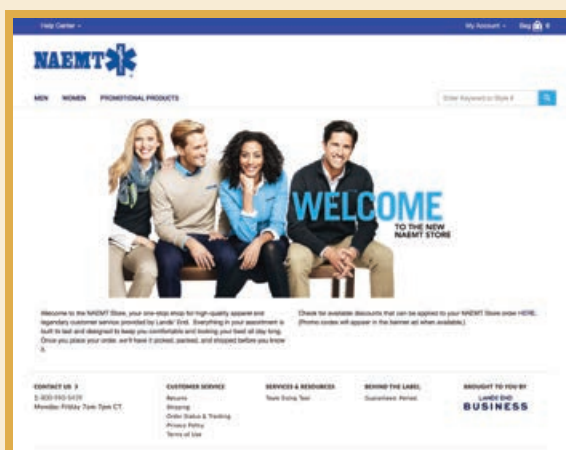 Help Center
My Account
Bag 0
NAEMT
MEN WOMEN PROMOTIONAL PRODUCTS
Enter Keyword or Style #
WELCOME
TO THE NEW
NAEMT STORE
Welcome to the NAEMT Store, your one-stop shop for high-quality apparel and
legendary customer service provided by Lands' End. Everything in your assortment is
built to last and designed to keep you comfortable and looking your best all day long.
Once you place your order, we'll have it picked, packed, and shipped before you know
it.
Check for available discounts that can be applied to your NAEMT Store order HERE.
(Promo codes will appear in the banner ad when available.)
CONTACT US
Monday-Friday 7am-7pm CT
CUSTOMER SERVICE
Returns
Shipping
Order Status & Tracking
Privacy Policy
Terms of Use
SERVICES & RESOURCES
BEHIND THE LABEL
Guaranteed. Period.
BROUGHT TO YOU BY
LANDS' END
BUSINESS